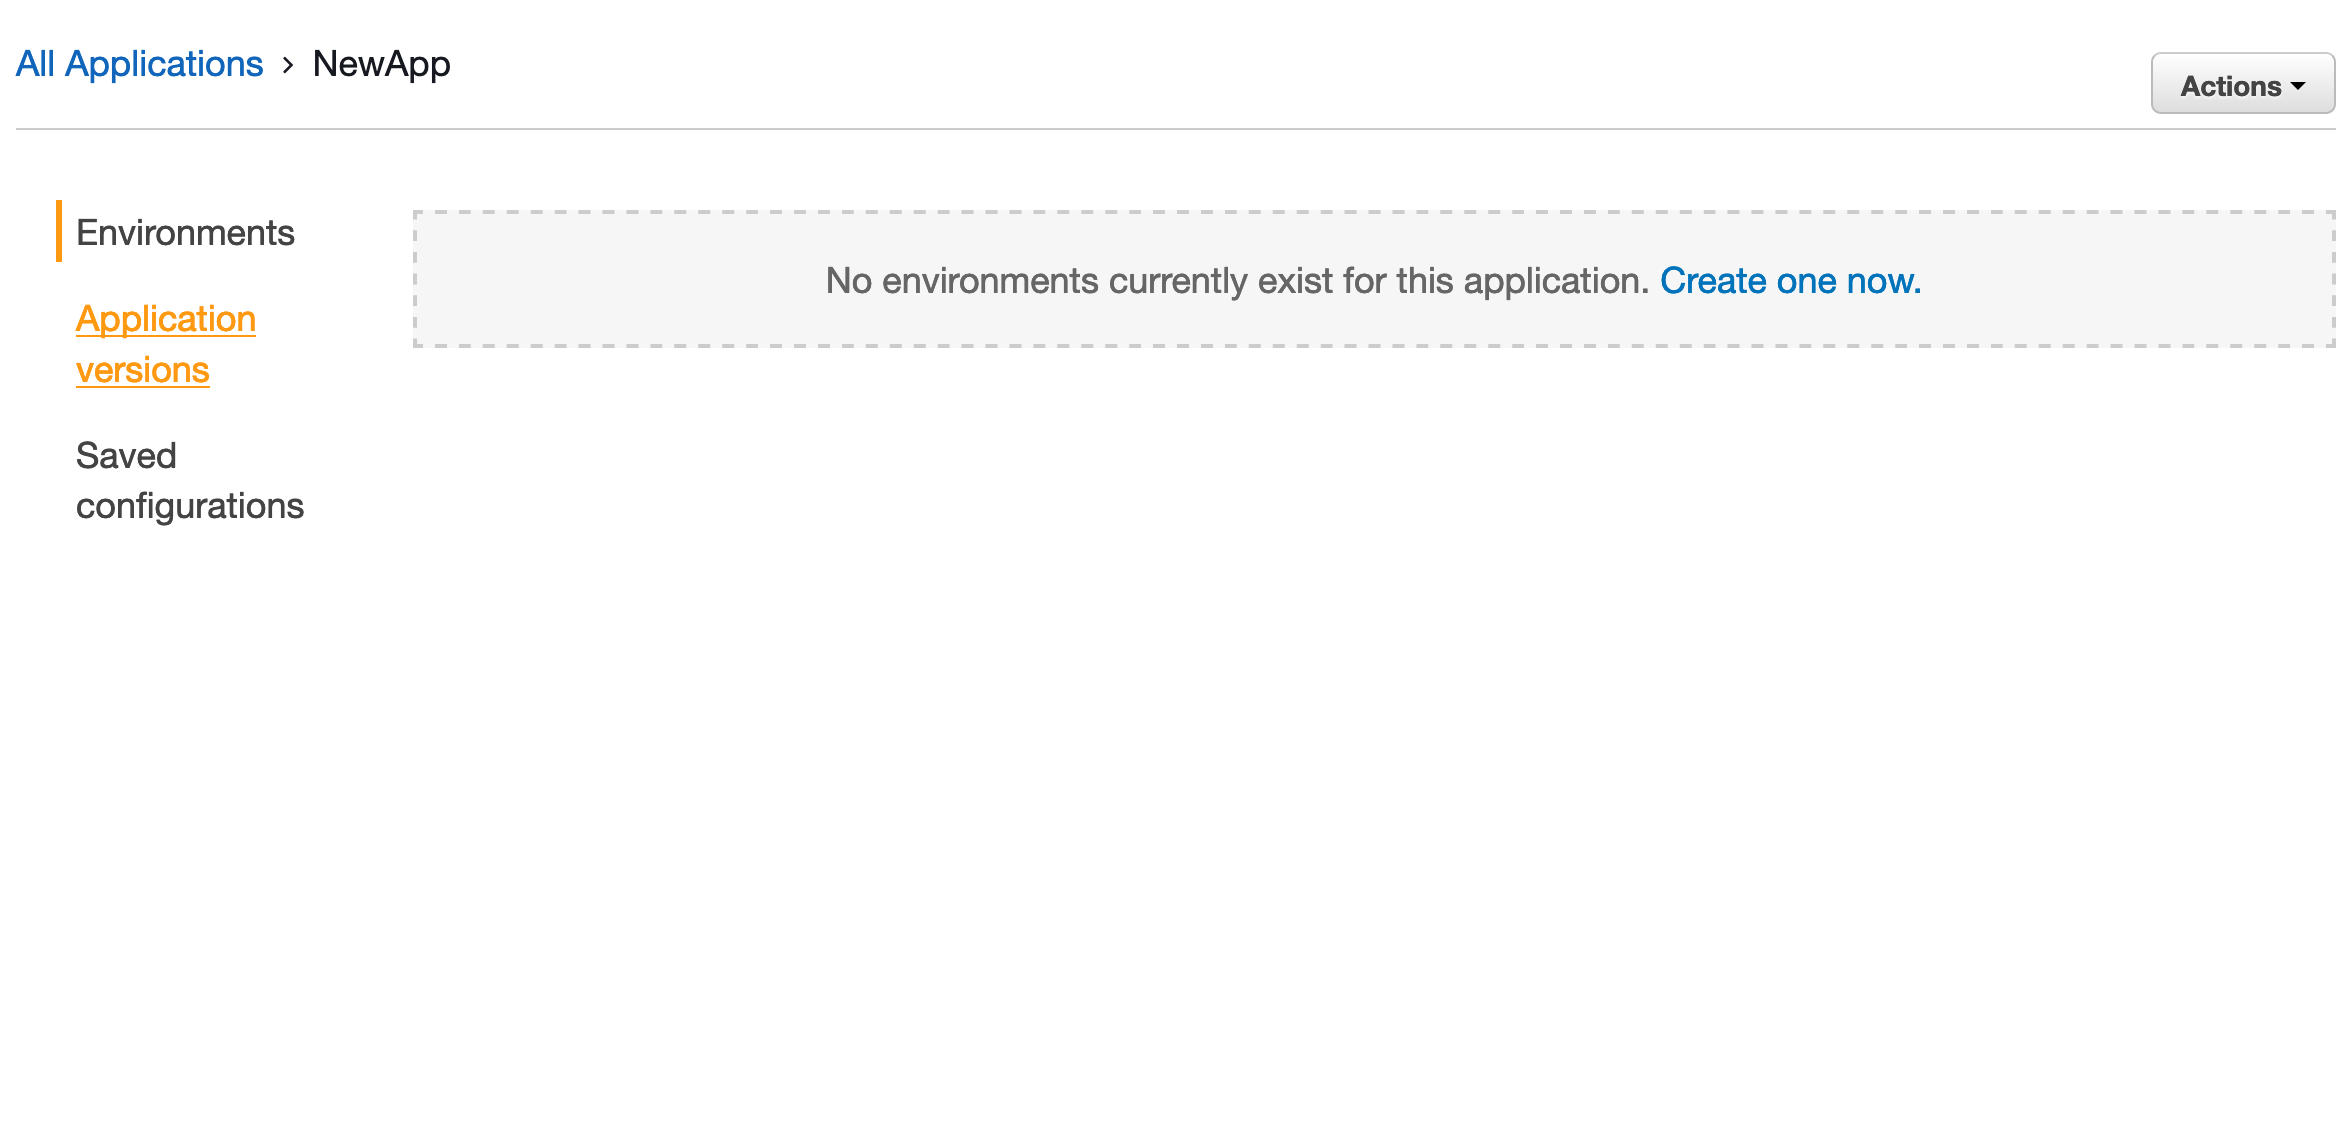 All Applications › NewApp
Actions
Environments
No environments currently exist for this application. Create one now.
Application
versions
Saved
configurations